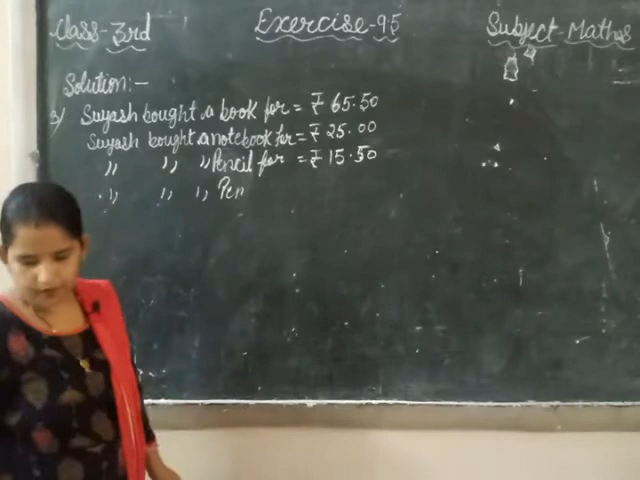 Class-3rd Exercise-95 Subject-Maths
Solution:-
Suyash bought a book for = ₹ 65.50
Suyash bought a notebook for = ₹ 25.00
,, ,, ,, Pencil for = ₹ 15.50
,, ,, ,, Pen